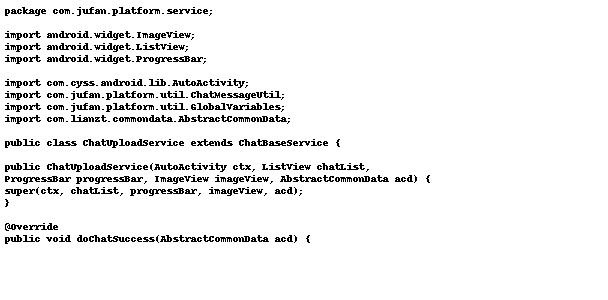 package com.jufan.platform.service;
import android.widget.ImageView;
import android.widget.ListView;
import android.widget.ProgressBar;
import com.cyss.android.lib.AutoActivity;
import com.jufan.platform.util.ChatMessageUtil;
import com.jufan.platform.util.GlobalVariables;
import com.lianzt.commondata.AbstractCommonData;
public class ChatUploadService extends ChatBaseService {
public ChatUploadService(AutoActivity ctx, ListView chatList,
ProgressBar progressBar, ImageView imageView, AbstractCommonData acd) {
super(ctx, chatList, progressBar, imageView, acd);
}
@Override
public void doChatSuccess(AbstractCommonData acd) {